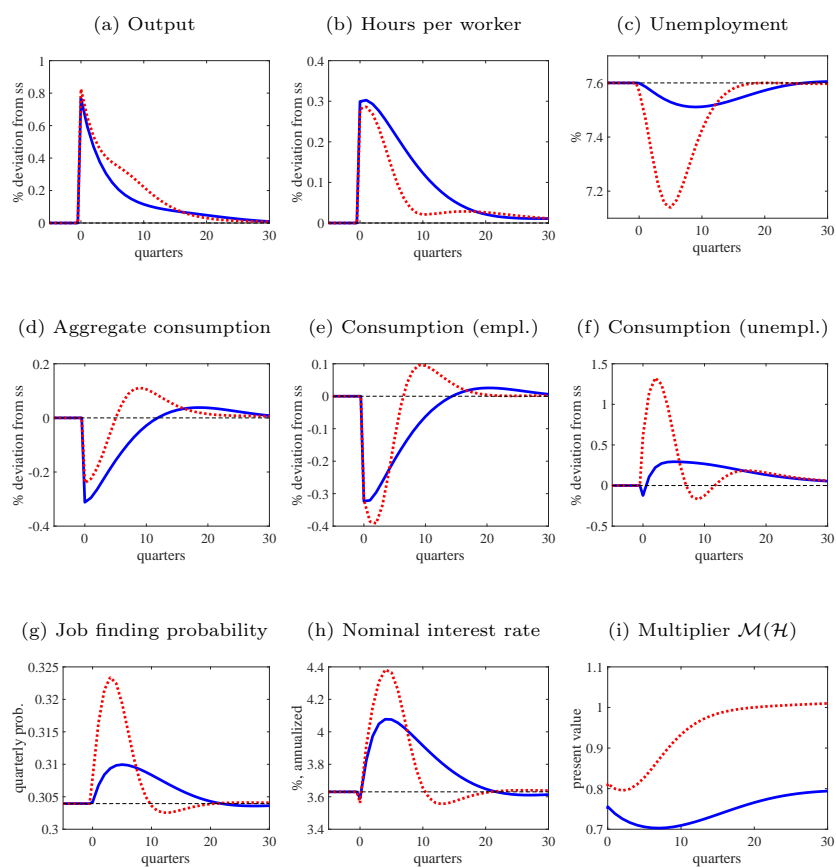 (a) Output
(b) Hours per worker
(c) Unemployment
% deviation from ss
1
0.8
0.6
0.4
0.2
0
0 10 20 30
quarters
% deviation from ss
0.4
0.3
0.2
0.1
0
0 10 20 30
quarters
%
7.6
7.4
7.2
0 10 20 30
quarters
(d) Aggregate consumption
(e) Consumption (empl.)
(f) Consumption (unempl.)
% deviation from ss
0.2
0
-0.2
-0.4
0 10 20 30
quarters
% deviation from ss
0.1
0
-0.1
-0.2
-0.3
-0.4
0 10 20 30
quarters
% deviation from ss
1.5
1
0.5
0
-0.5
0 10 20 30
quarters
(g) Job finding probability
(h) Nominal interest rate
(i) Multiplier M(H)
quarterly prob.
0.325
0.32
0.315
0.31
0.305
0.3
0 10 20 30
quarters
%, annualized
4.4
4.2
4
3.8
3.6
3.4
0 10 20 30
quarters
present value
1.1
1
0.9
0.8
0.7
0 10 20 30
quarters